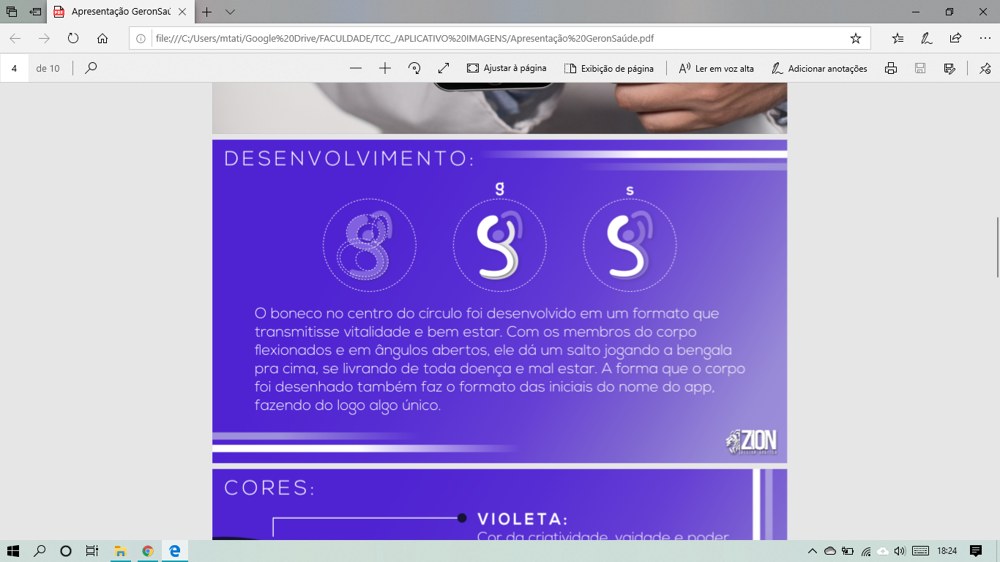 Apresentação GeronSaú
file:///C:/Users/mtati/Google%20Drive/FACULDADE/TCC_/APLICATIVO%20IMAGENS/Apresentação%20GeronSaúde.pdf
4 de 10
Ajustar à página
Exibição de página
Ler em voz alta
Adicionar anotações
DESENVOLVIMENTO:
g s
O boneco no centro do círculo foi desenvolvido em um formato que
transmitisse vitalidade e bem estar. Com os membros do corpo
flexionados e em ângulos abertos, ele dá um salto jogando a bengala
pra cima, se livrando de toda doença e mal estar. A forma que o corpo
foi desenhado também faz o formato das iniciais do nome do app,
fazendo do logo algo único.
ZION
DESIGN GRÁFICO
CORES:
VIOLETA:
Cor da criatividade, vaidade e poder
18:24